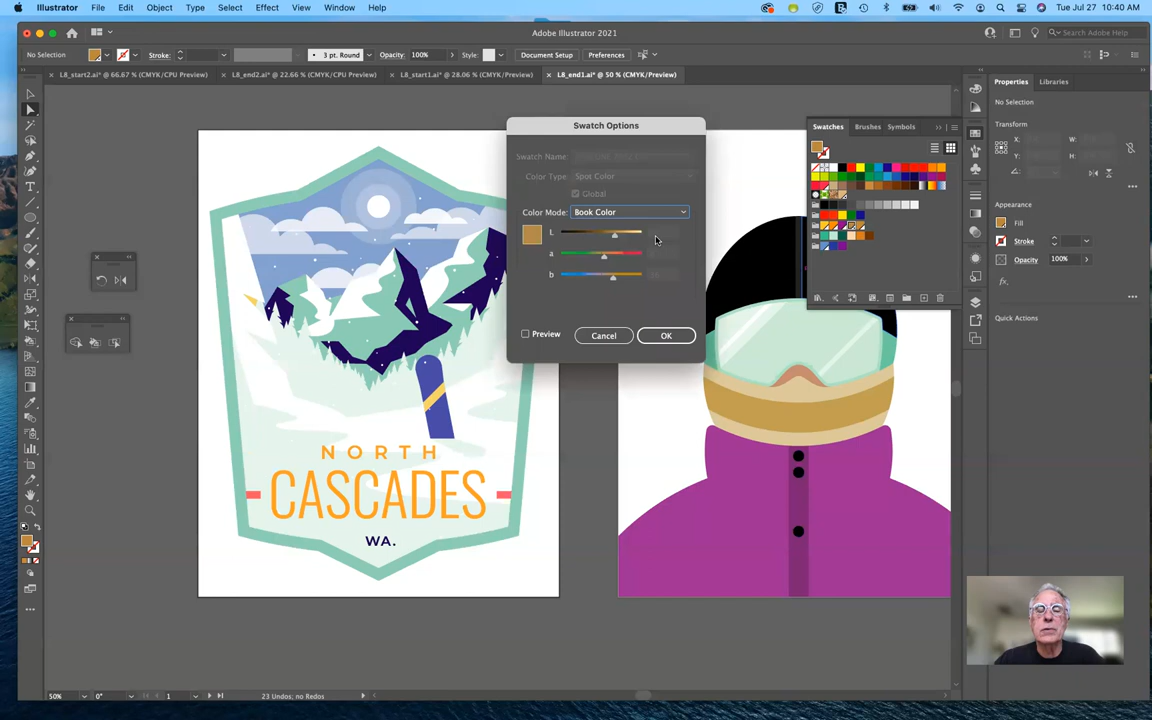 Illustrator File Edit Object Type Select Effect View Window Help Tue Jul 27 10:40 AM
Adobe Illustrator 2021
Search Adobe Help
No Selection Stroke: 3 pt. Round Opacity: 100% Style: Document Setup Preferences
L8_start2.ai* @ 66.67 % (CMYK/CPU Preview) L8_end2.ai* @ 22.66 % (CMYK/CPU Preview) L8_start1.ai* @ 28.06 % (CMYK/Preview) L8_end1.ai* @ 50 % (CMYK/Preview)
Properties Libraries
No Selection
Transform
X:
W:
Y:
H:
Appearance
Fill
Stroke
Opacity 100%
fx.
Quick Actions
Swatches Brushes Symbols
Swatch Options
Swatch Name:
Color Type: Spot Color
Global
Color Mode: Book Color
L
a
b
Preview Cancel OK
NORTH
CASCADES
WA.
50% 0° 1 23 Undos; no Redos